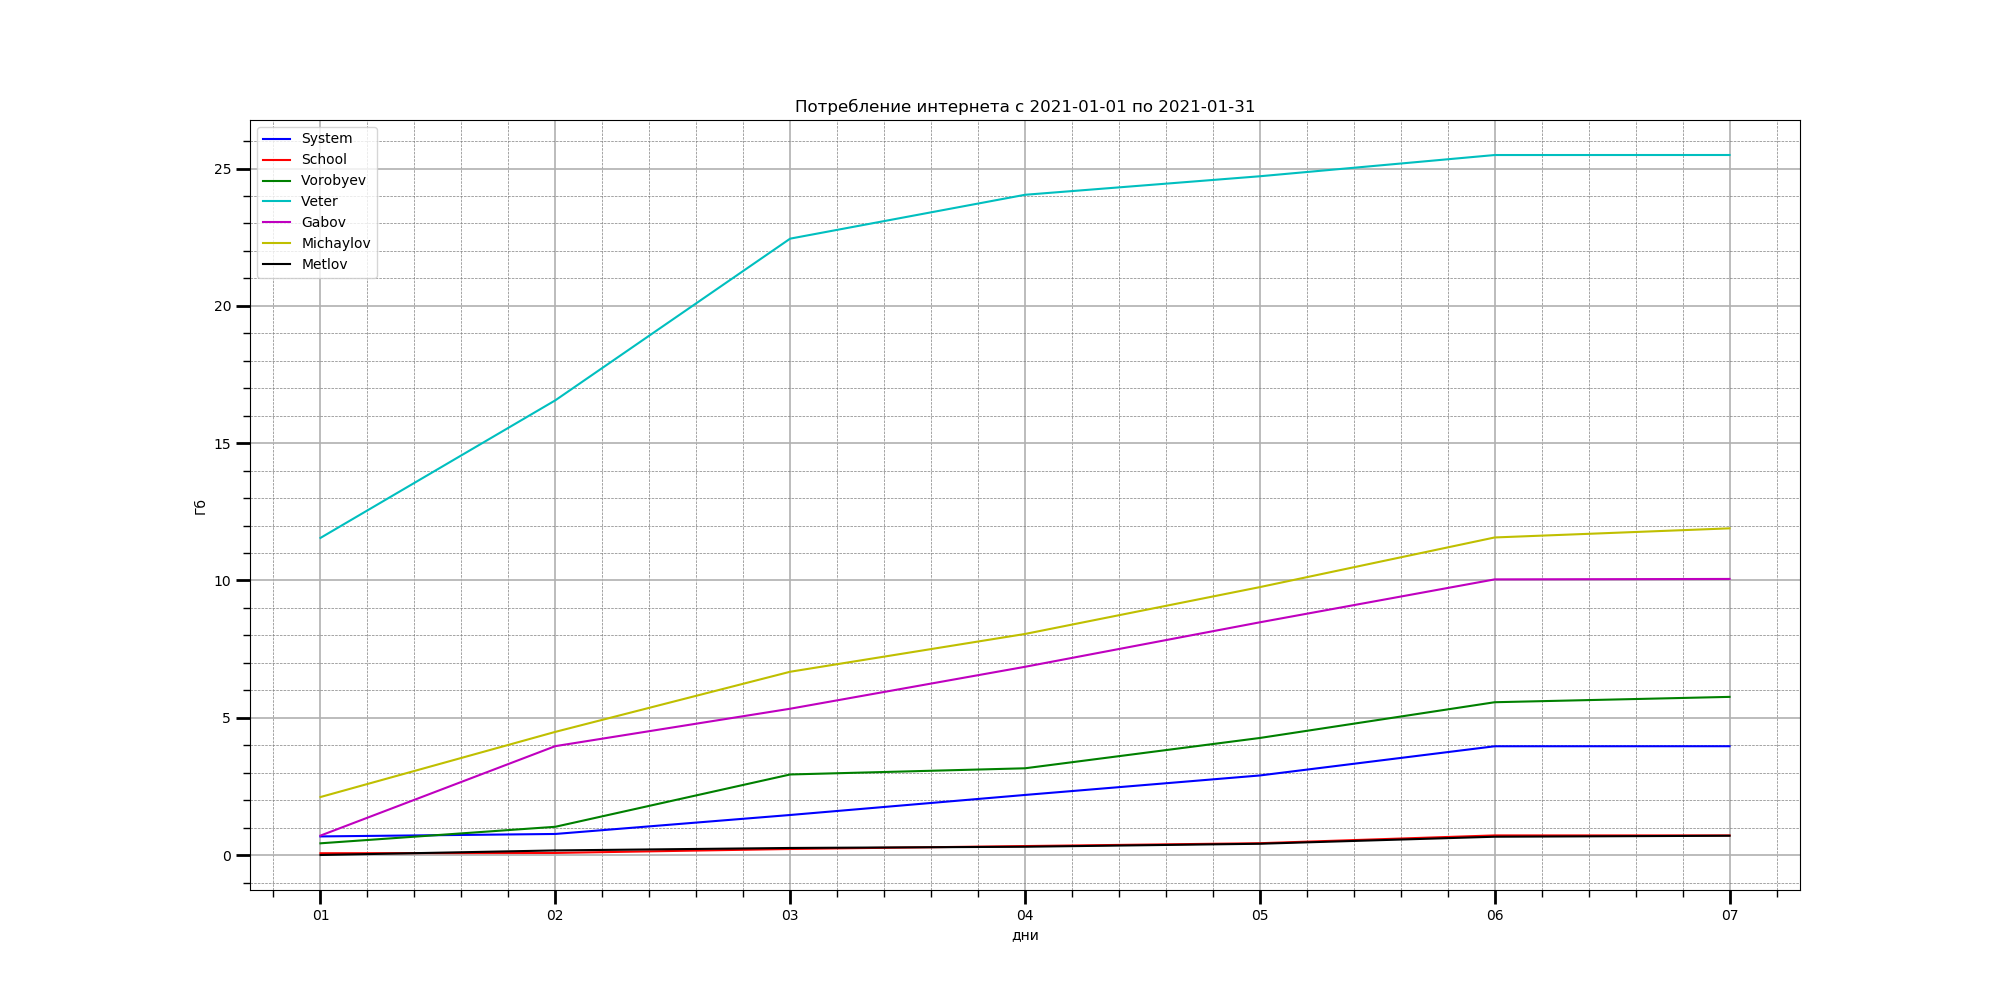 Потребление интернета с 2021-01-01 по 2021-01-31
System
School
Vorobyev
Veter
Gabov
Michaylov
Metlov
25
20
15
10
5
0
Гб
01 02 03 04 05 06 07
дни